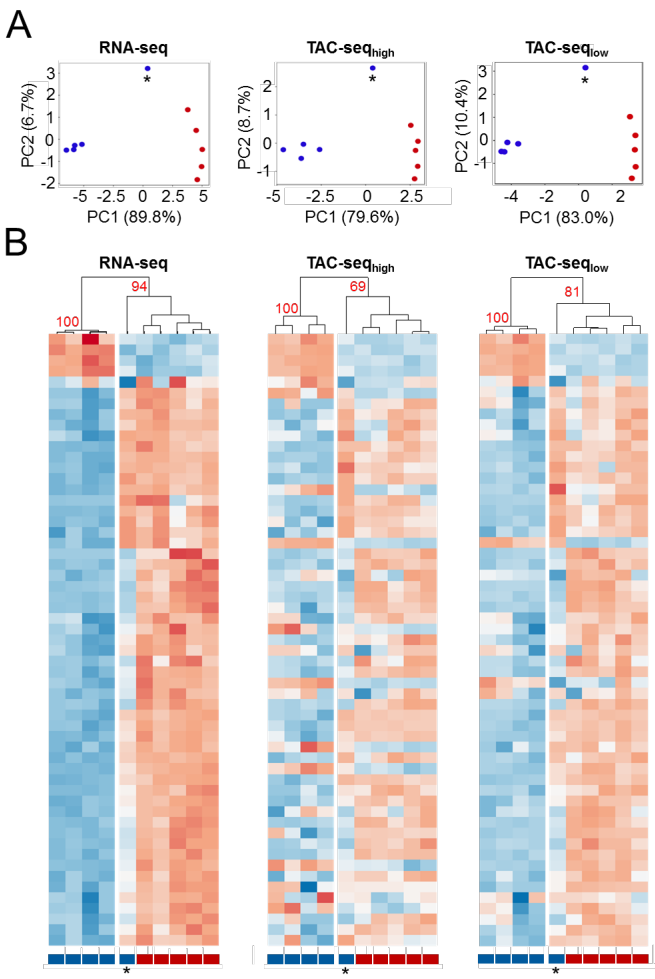 A
RNA-seq TAC-seqhigh TAC-seqlow
PC2 (6.7%) 3 2 1 0 -1 -2 *
PC2 (8.7%) 2 1 0 -1 *
PC2 (10.4%) 3 2 1 0 -1 *
-5 -2.5 0 2.5 5 -5 -2.5 0 2.5 -4 -2 0 2
PC1 (89.8%) PC1 (79.6%) PC1 (83.0%)
B
RNA-seq TAC-seqhigh TAC-seqlow
94 69 81
100 100 100
* * *